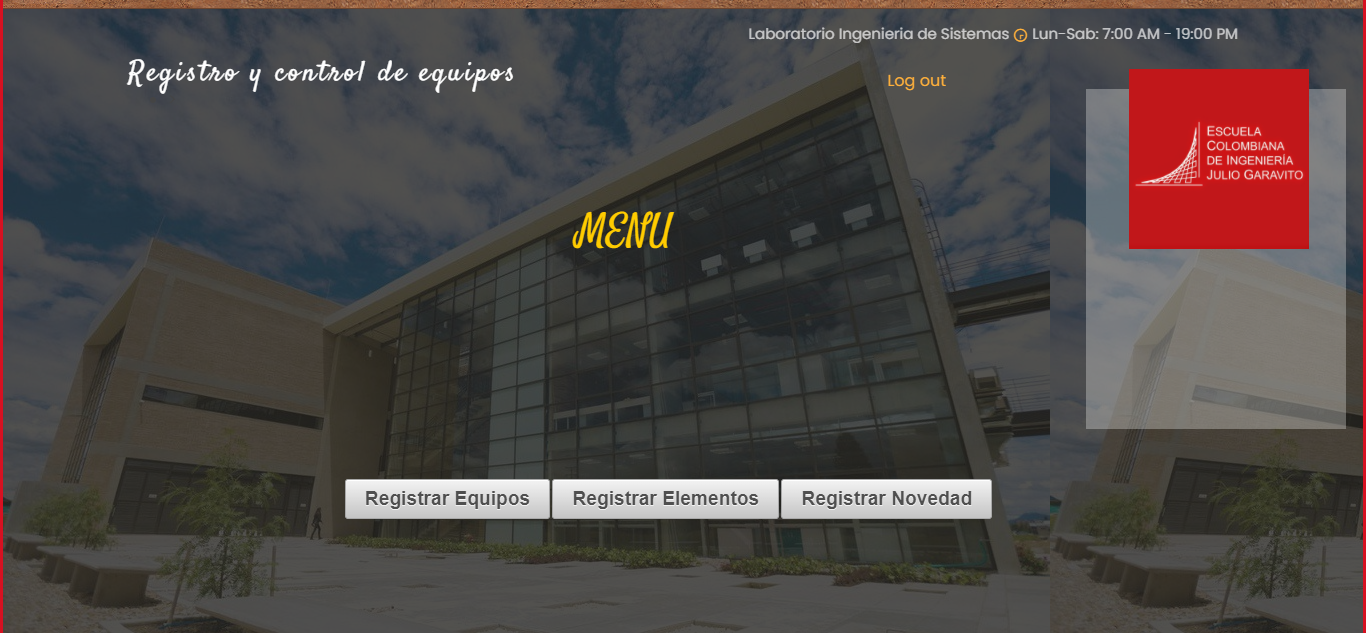 Laboratorio Ingenieria de Sistemas Lun-Sab: 7:00 AM - 19:00 PM
Registro y control de equipos
Log out
ESCUELA
COLOMBIANA
DE INGENIERÍA
JULIO GARAVITO
MENU
Registrar Equipos
Registrar Elementos
Registrar Novedad